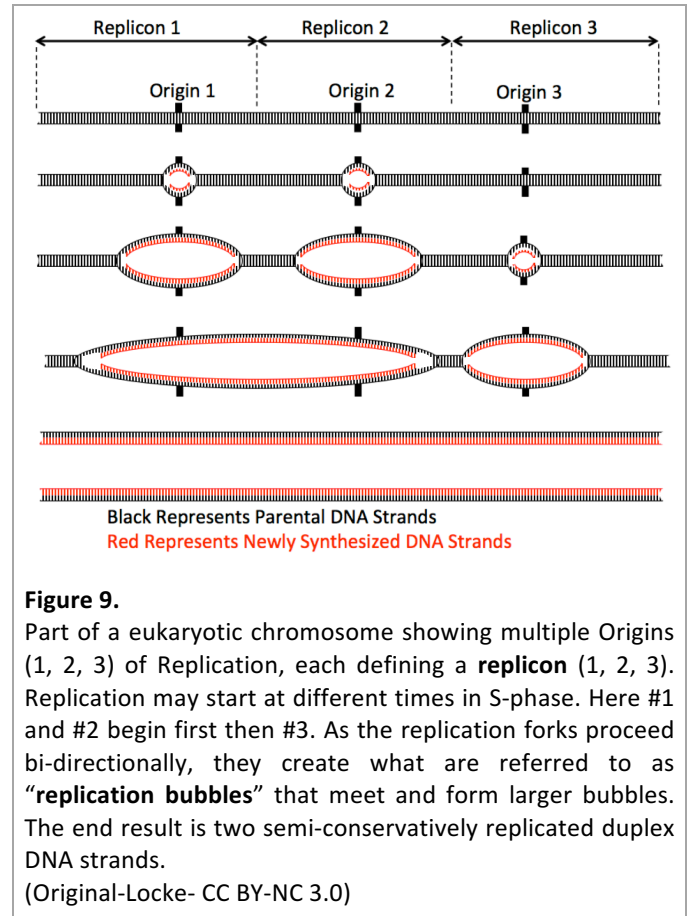 Replicon 1 Replicon 2 Replicon 3
Origin 1 Origin 2 Origin 3
Black Represents Parental DNA Strands
Red Represents Newly Synthesized DNA Strands
Figure 9.
Part of a eukaryotic chromosome showing multiple Origins
(1, 2, 3) of Replication, each defining a replicon (1, 2, 3).
Replication may start at different times in S-phase. Here #1
and #2 begin first then #3. As the replication forks proceed
bi-directionally, they create what are referred to as
“replication bubbles” that meet and form larger bubbles.
The end result is two semi-conservatively replicated duplex
DNA strands.
(Original-Locke- CC BY-NC 3.0)